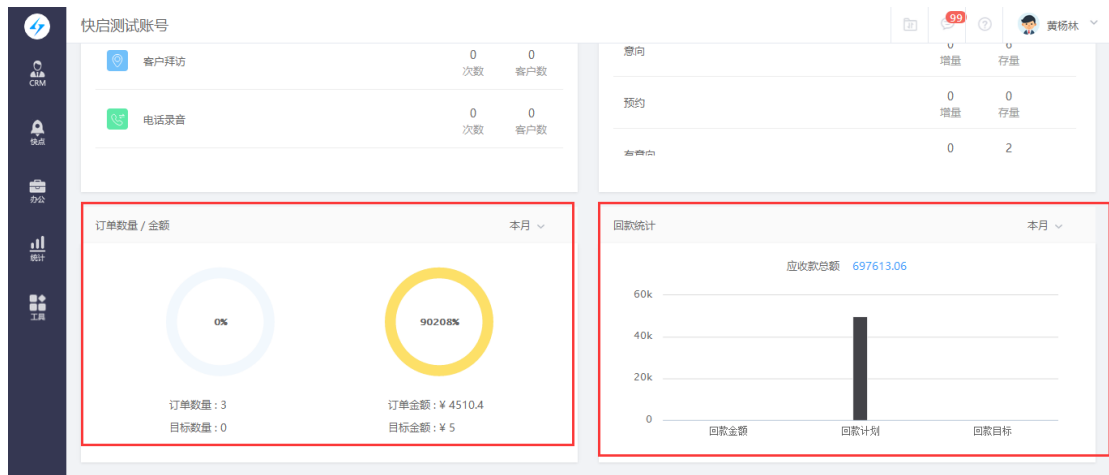 快启测试账号
99
黄杨林
CRM
快点
办公
统计
工具
客户拜访
0
0
次数
客户数
电话录音
0
0
次数
客户数
意向
0
6
增量
存量
预约
0
0
增量
存量
有意向
0
2
订单数量 / 金额
本月
0%
90208%
订单数量 : 3
订单金额 : ¥ 4510.4
目标数量 : 0
目标金额 : ¥ 5
回款统计
本月
应收款总额 697613.06
60k
40k
20k
0
回款金额
回款计划
回款目标